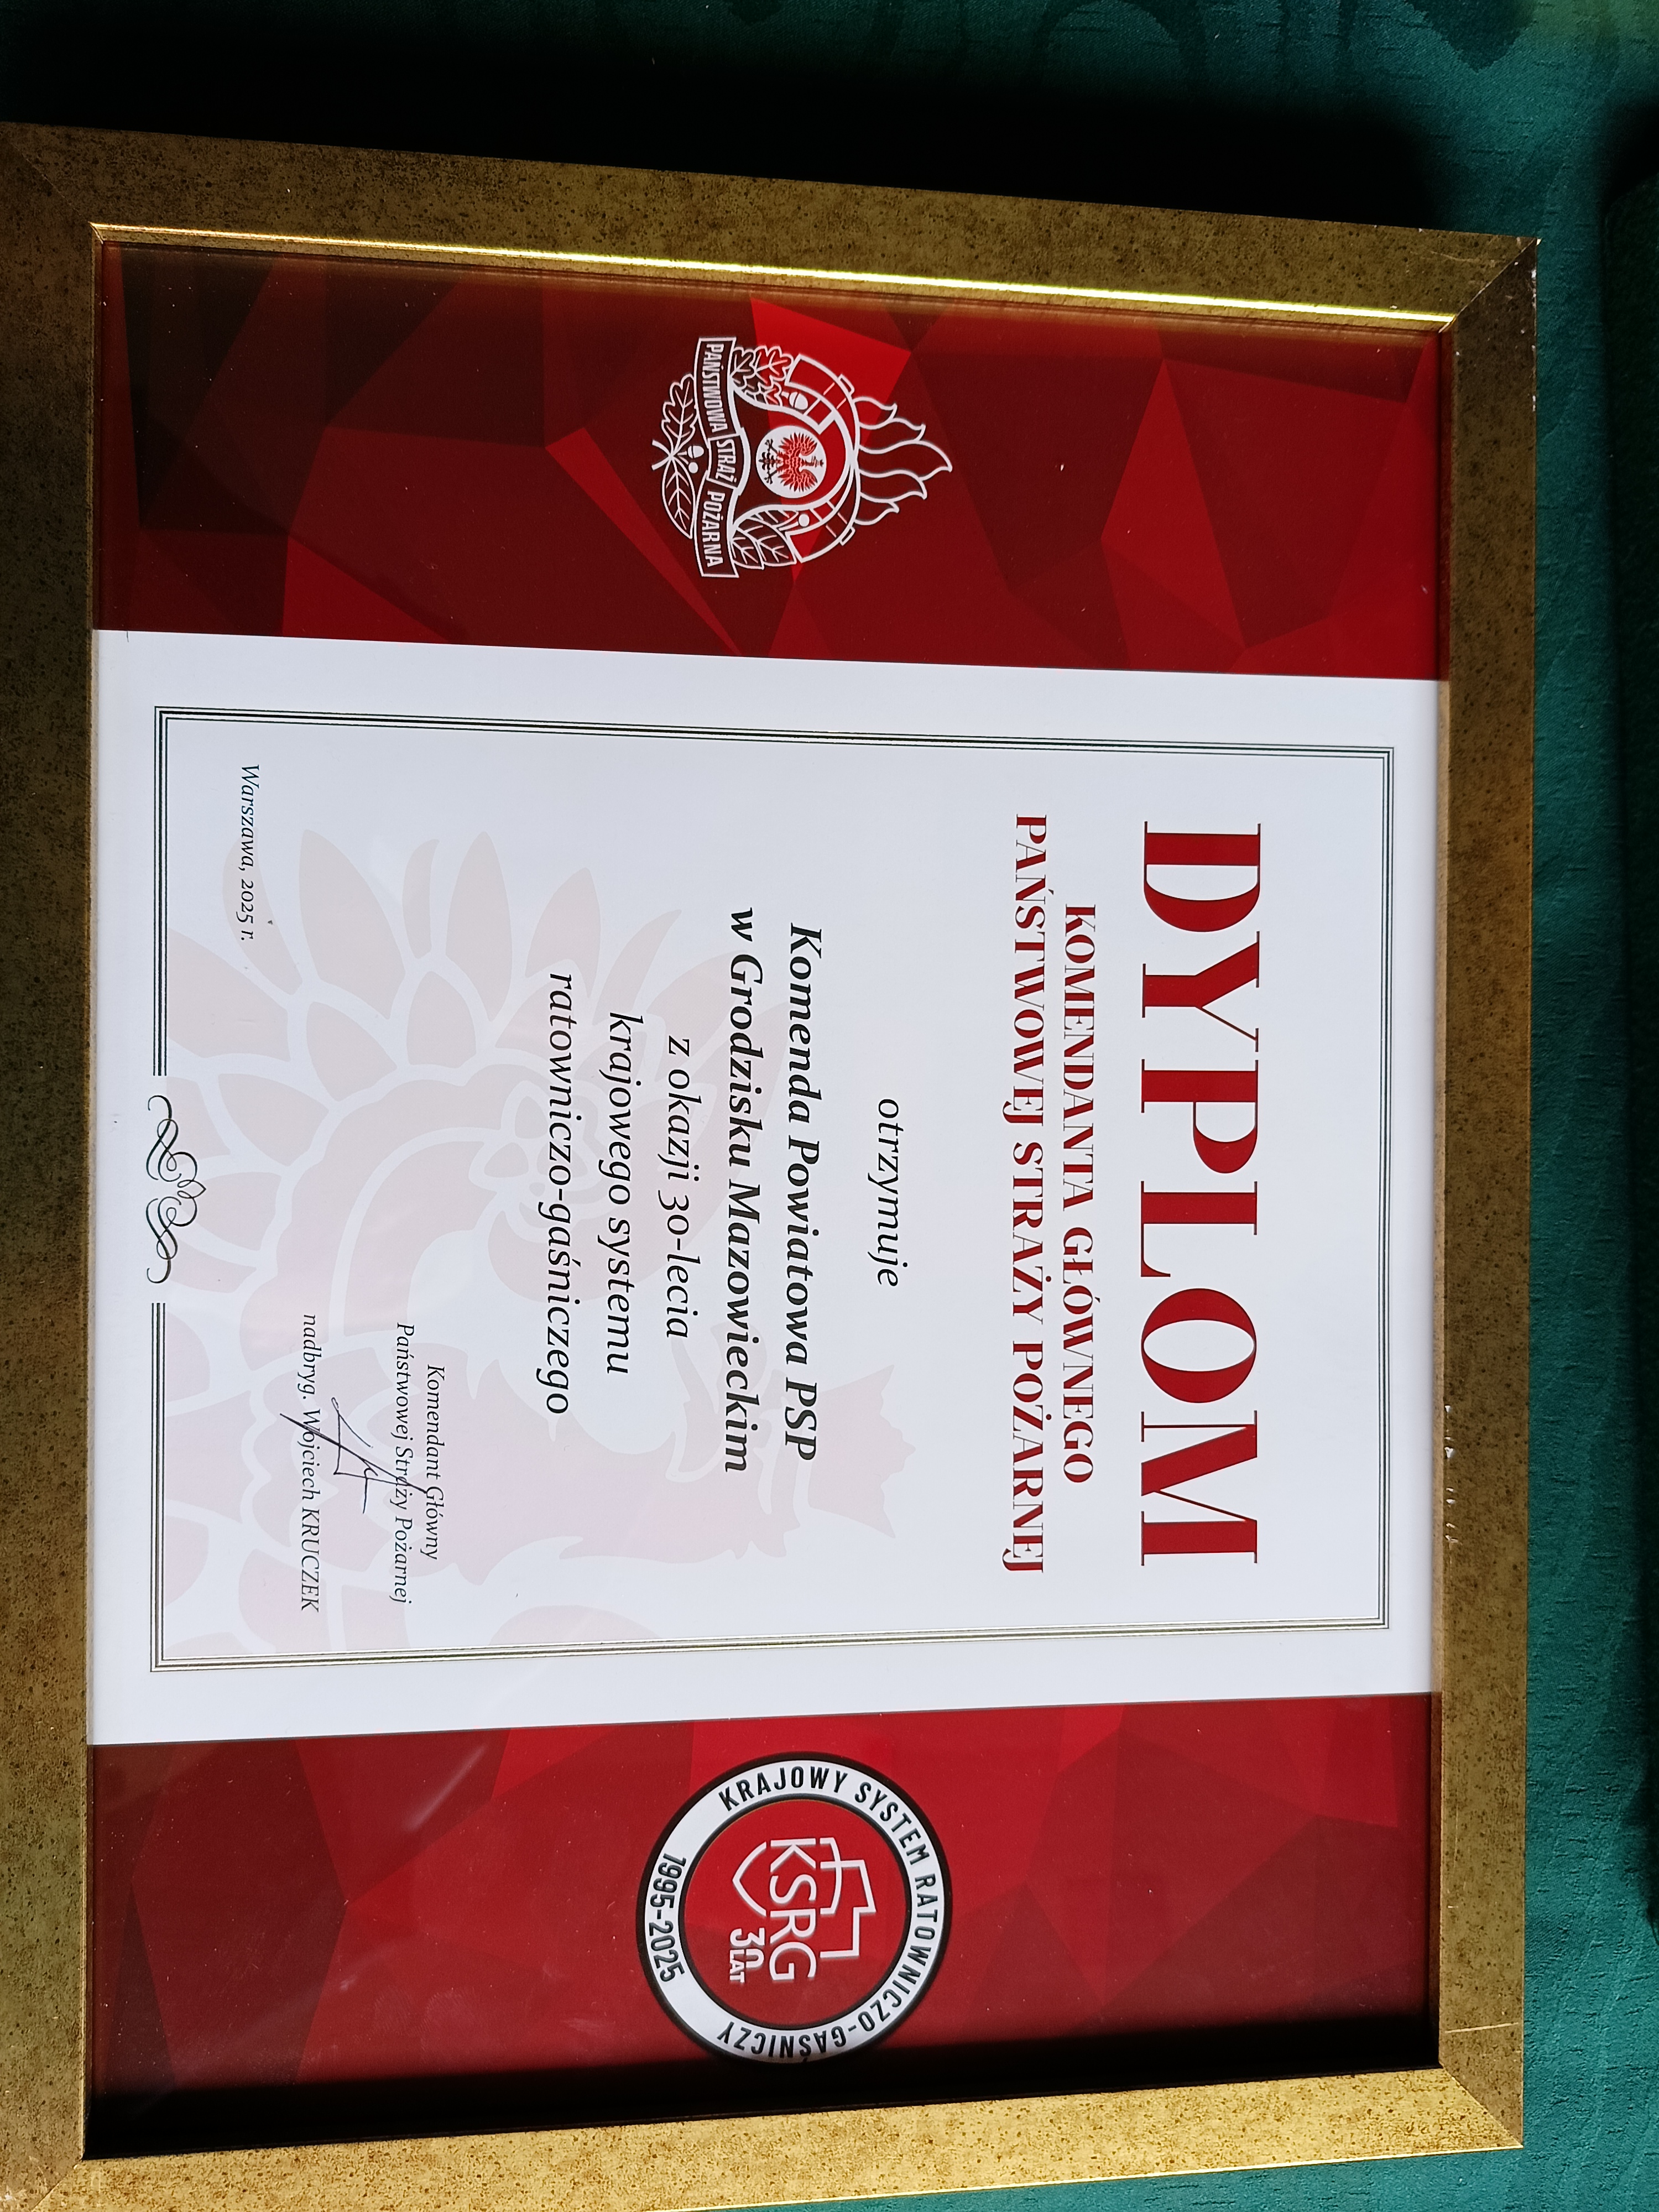 PAŃSTWOWA STRAŻ POŻARNA
DYPLOM
KOMENDANTA GŁÓWNEGO
PAŃSTWOWEJ STRAŻY POŻARNEJ
otrzymuje
Komenda Powiatowa PSP
w Grodzisku Mazowieckim
z okazji 30-lecia
krajowego systemu
ratowniczo-gaśniczego
Komendant Główny
Państwowej Straży Pożarnej
nadbryg. Wojciech KRUCZEK
Warszawa, 2025 r.
KRAJOWY SYSTEM RATOWNICZO-GAŚNICZY
KSRG
30 LAT
1995-2025